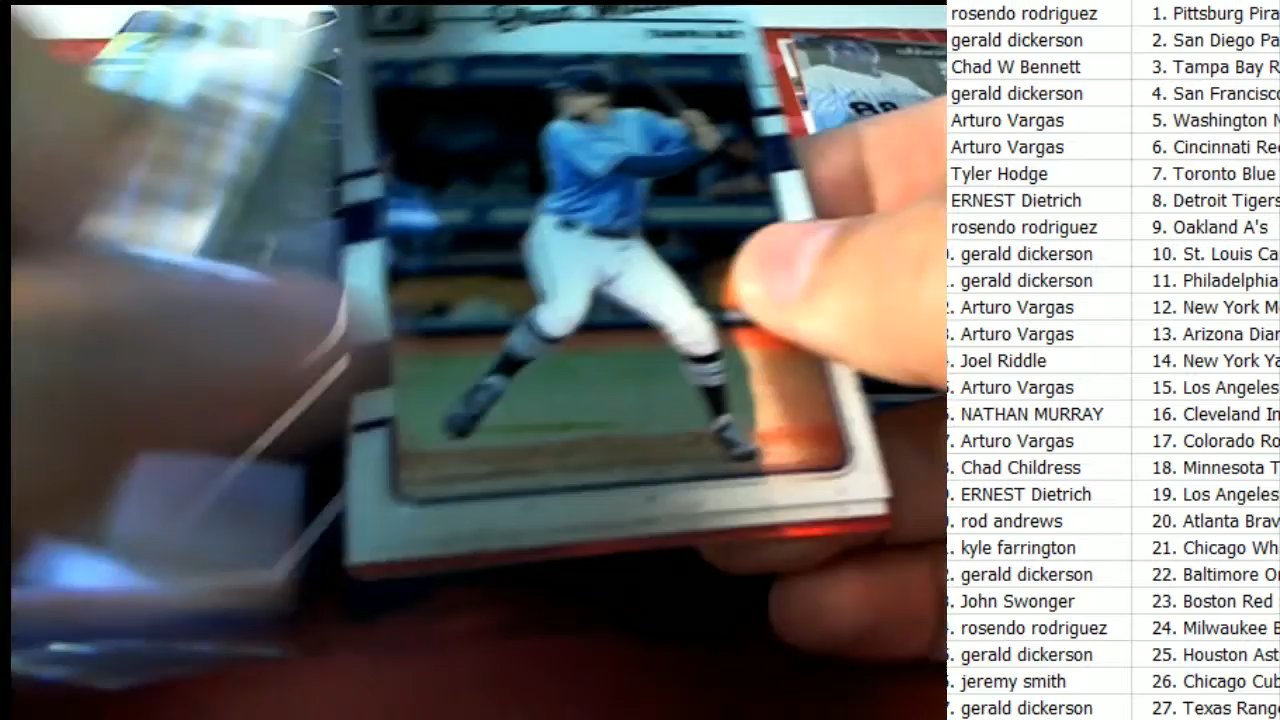 TAMPA BAY
88
rosendo rodriguez 1. Pittsburg Pira
gerald dickerson 2. San Diego Pa
Chad W Bennett 3. Tampa Bay R
gerald dickerson 4. San Francisco
Arturo Vargas 5. Washington N
Arturo Vargas 6. Cincinnati Re
Tyler Hodge 7. Toronto Blue
ERNEST Dietrich 8. Detroit Tigers
rosendo rodriguez 9. Oakland A's
. gerald dickerson 10. St. Louis Ca
. gerald dickerson 11. Philadelphia
. Arturo Vargas 12. New York M
. Arturo Vargas 13. Arizona Diar
. Joel Riddle 14. New York Ya
. Arturo Vargas 15. Los Angeles
. NATHAN MURRAY 16. Cleveland In
. Arturo Vargas 17. Colorado Ro
. Chad Childress 18. Minnesota T
. ERNEST Dietrich 19. Los Angeles
. rod andrews 20. Atlanta Brav
. kyle farrington 21. Chicago Wh
. gerald dickerson 22. Baltimore O
. John Swonger 23. Boston Red
. rosendo rodriguez 24. Milwaukee B
. gerald dickerson 25. Houston Ast
. jeremy smith 26. Chicago Cub
. gerald dickerson 27. Texas Range